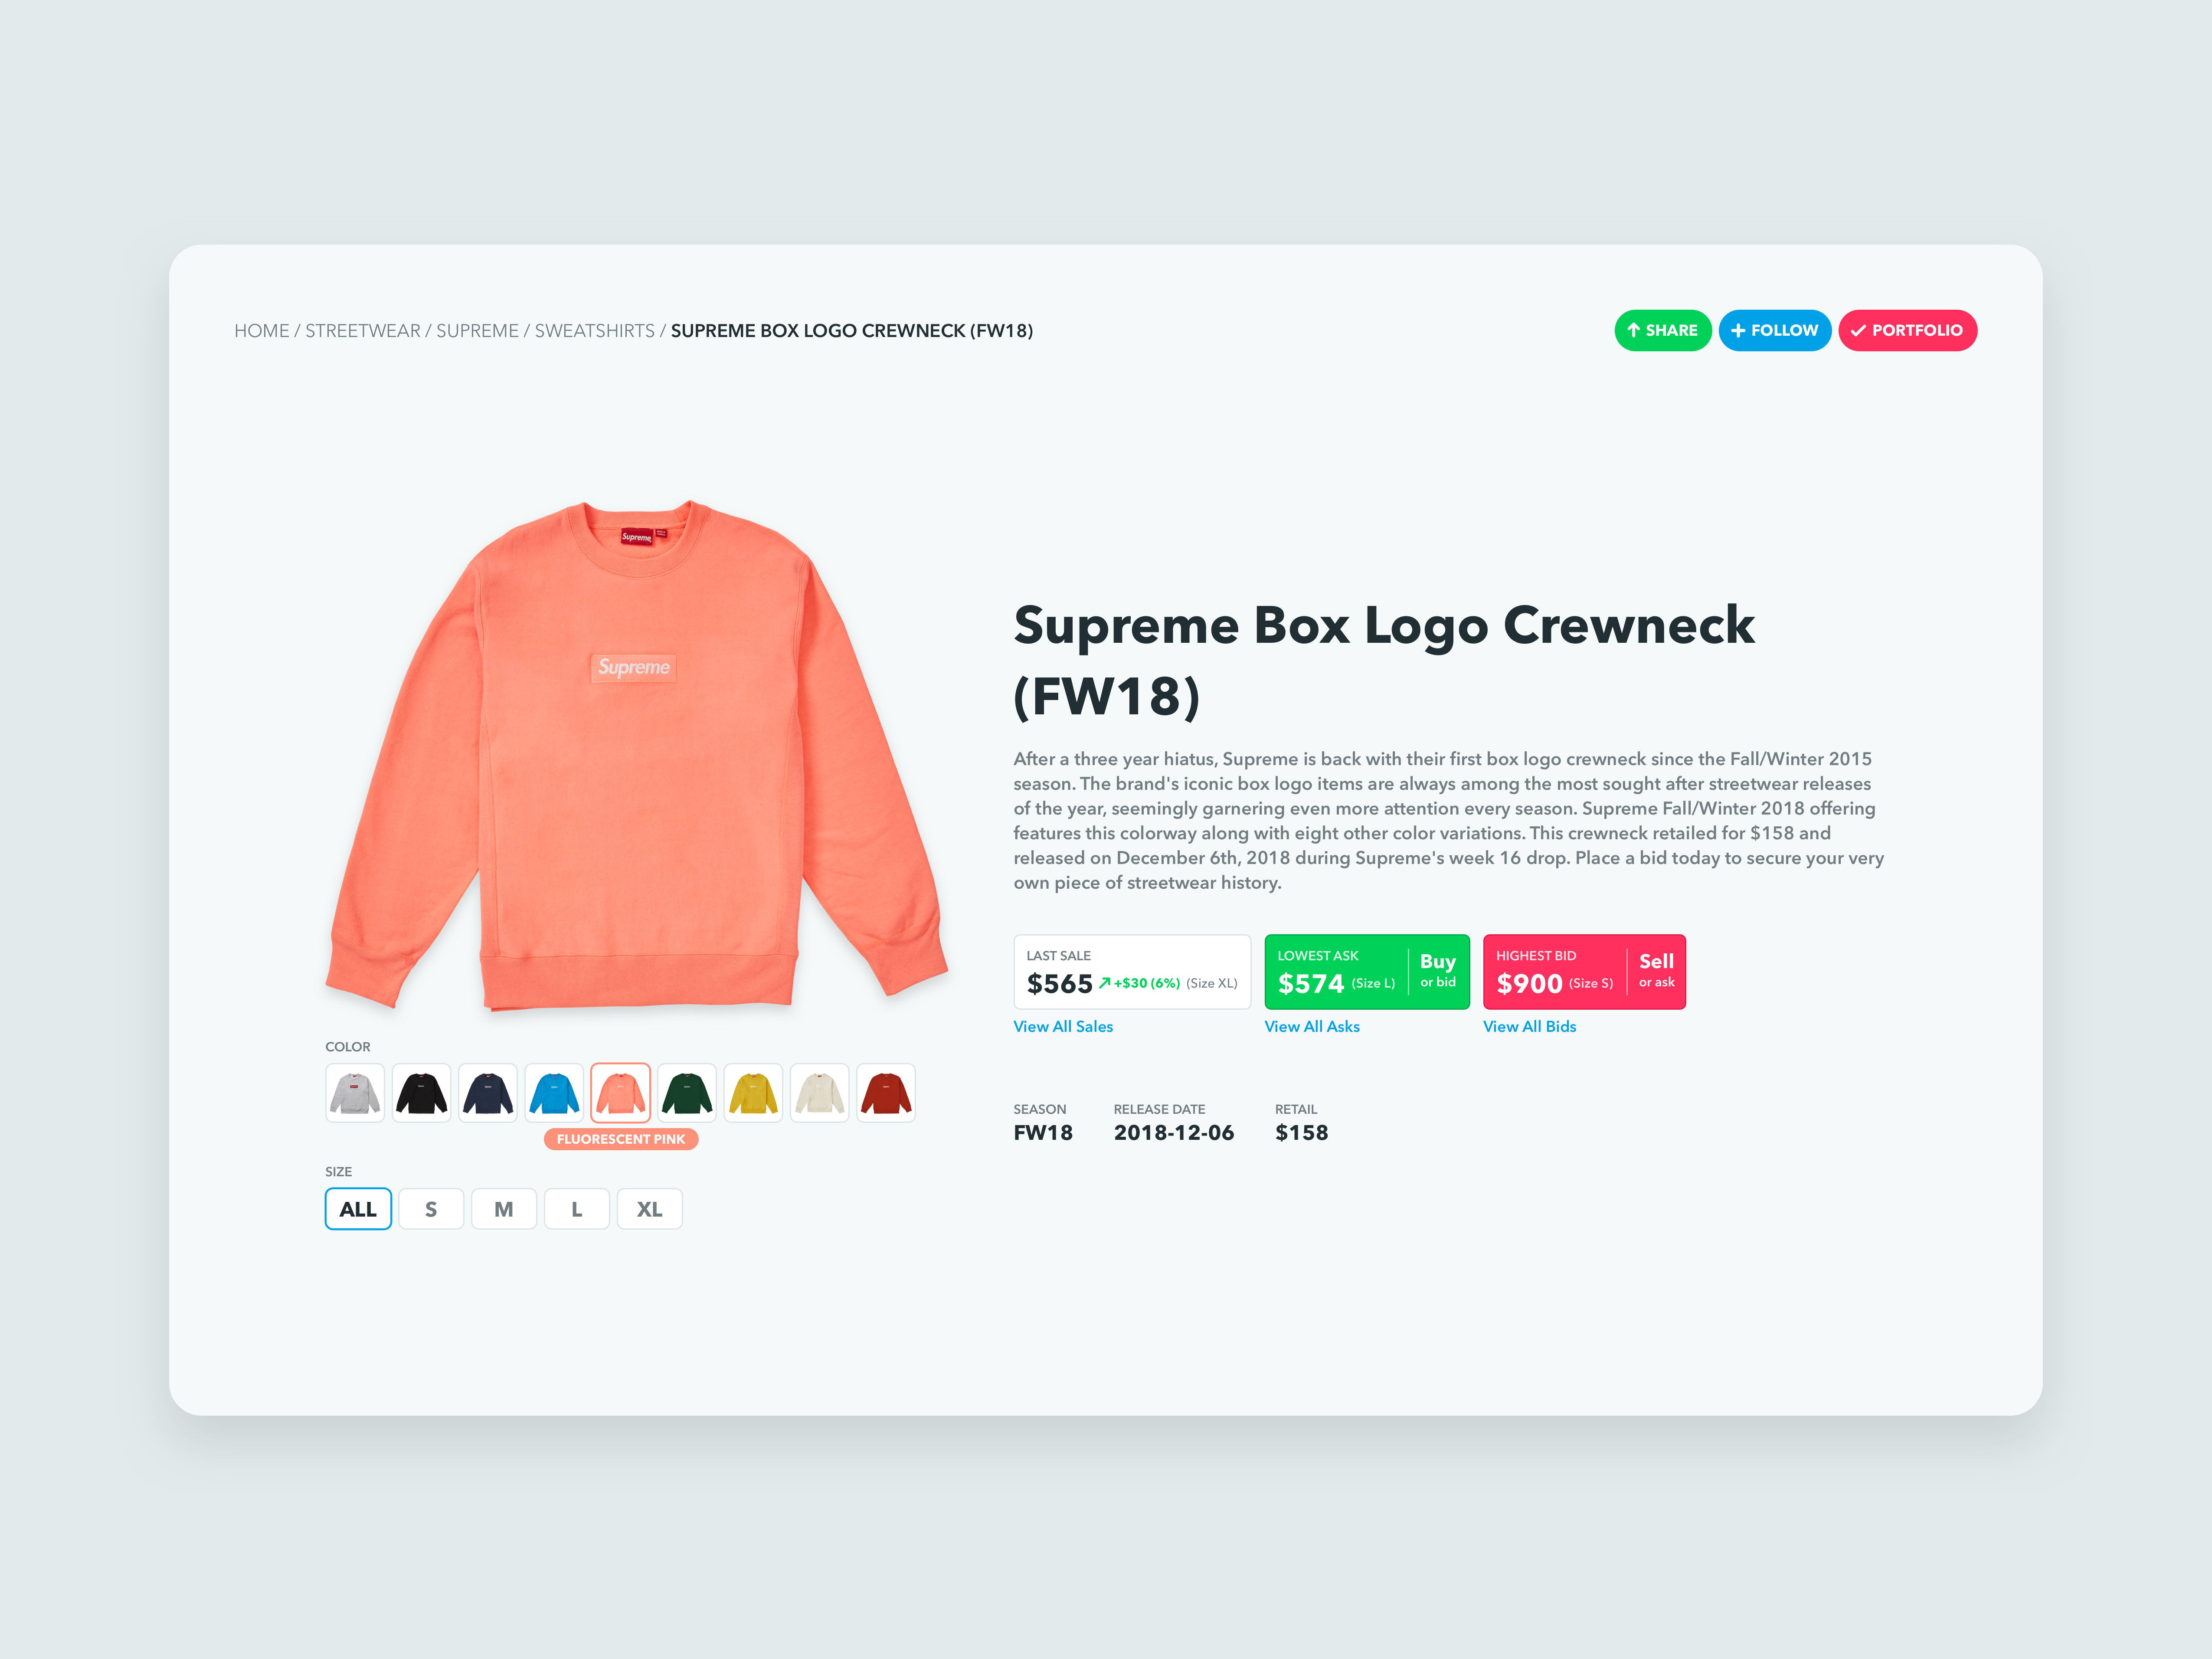 HOME / STREETWEAR / SUPREME / SWEATSHIRTS / SUPREME BOX LOGO CREWNECK (FW18)
SHARE
FOLLOW
PORTFOLIO
Supreme
Supreme
COLOR
FLUORESCENT PINK
SIZE
ALL
S
M
L
XL
Supreme Box Logo Crewneck
(FW18)
After a three year hiatus, Supreme is back with their first box logo crewneck since the Fall/Winter 2015
season. The brand's iconic box logo items are always among the most sought after streetwear releases
of the year, seemingly garnering even more attention every season. Supreme Fall/Winter 2018 offering
features this colorway along with eight other color variations. This crewneck retailed for $158 and
released on December 6th, 2018 during Supreme's week 16 drop. Place a bid today to secure your very
own piece of streetwear history.
LAST SALE
$565 +$30 (6%) (Size XL)
View All Sales
LOWEST ASK
$574 (Size L)
Buy
or bid
View All Asks
HIGHEST BID
$900 (Size S)
Sell
or ask
View All Bids
SEASON
FW18
RELEASE DATE
2018-12-06
RETAIL
$158